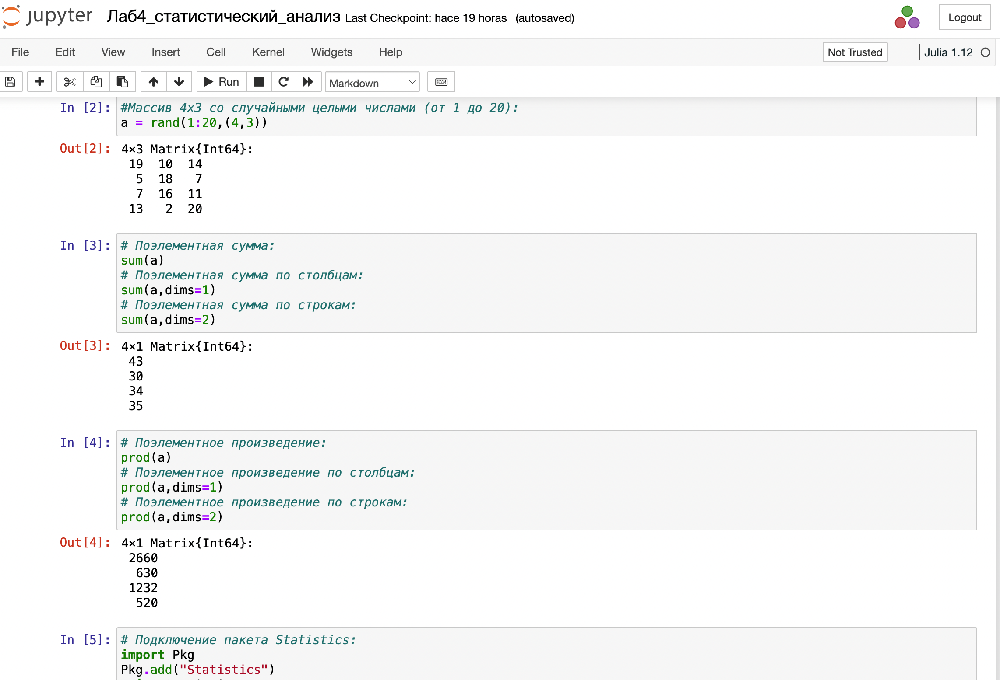 jupyter Лаб4_статистический_анализ Last Checkpoint: hace 19 horas (autosaved) Logout
File Edit View Insert Cell Kernel Widgets Help Not Trusted Julia 1.12
Run Markdown
In [2]: #Массив 4x3 со случайными целыми числами (от 1 до 20):
a = rand(1:20,(4,3))
Out[2]: 4×3 Matrix{Int64}:
19 10 14
5 18 7
7 16 11
13 2 20
In [3]: # Поэлементная сумма:
sum(a)
# Поэлементная сумма по столбцам:
sum(a,dims=1)
# Поэлементная сумма по строкам:
sum(a,dims=2)
Out[3]: 4×1 Matrix{Int64}:
43
30
34
35
In [4]: # Поэлементное произведение:
prod(a)
# Поэлементное произведение по столбцам:
prod(a,dims=1)
# Поэлементное произведение по строкам:
prod(a,dims=2)
Out[4]: 4×1 Matrix{Int64}:
2660
630
1232
520
In [5]: # Подключение пакета Statistics:
import Pkg
Pkg.add("Statistics")